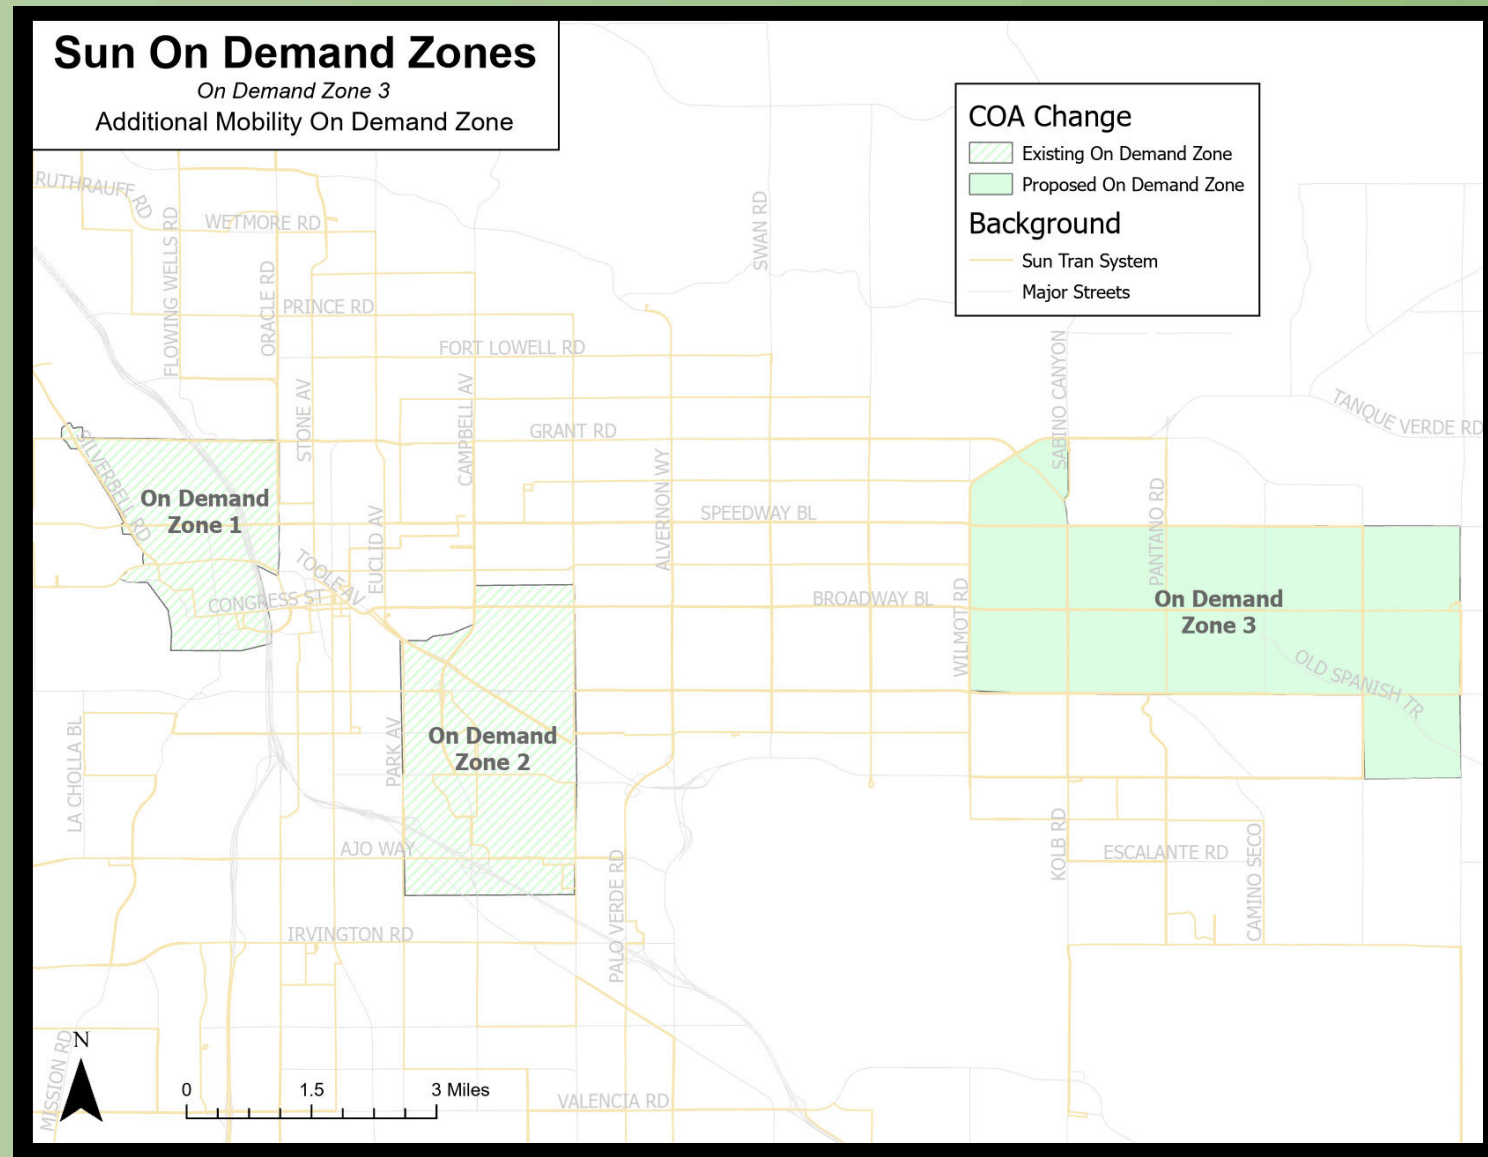 Sun On Demand Zones
On Demand Zone 3
Additional Mobility On Demand Zone
COA Change
Existing On Demand Zone
Proposed On Demand Zone
Background
Sun Tran System
Major Streets
RUTHRAUFF RD
FLOWING WELLS RD
WETMORE RD
ORACLE RD
PRINCE RD
SWAN RD
FORT LOWELL RD
STONE AV
CAMPBELL AV
GRANT RD
SABINO CANYON
TANQUE VERDE RD
SILVERBELL RD
On Demand
Zone 1
EUCLID AV
ALVERNON WY
SPEEDWAY BL
PANTANO RD
TOOLE AV
CONGRESS ST
BROADWAY BL
WILMOT RD
On Demand
Zone 3
OLD SPANISH TR
LA CHOLLA BL
PARK AV
On Demand
Zone 2
AJO WAY
PALO VERDE RD
KOLB RD
ESCALANTE RD
CAMINO SECO
IRVINGTON RD
MISSION RD
N
0 1.5 3 Miles
VALENCIA RD